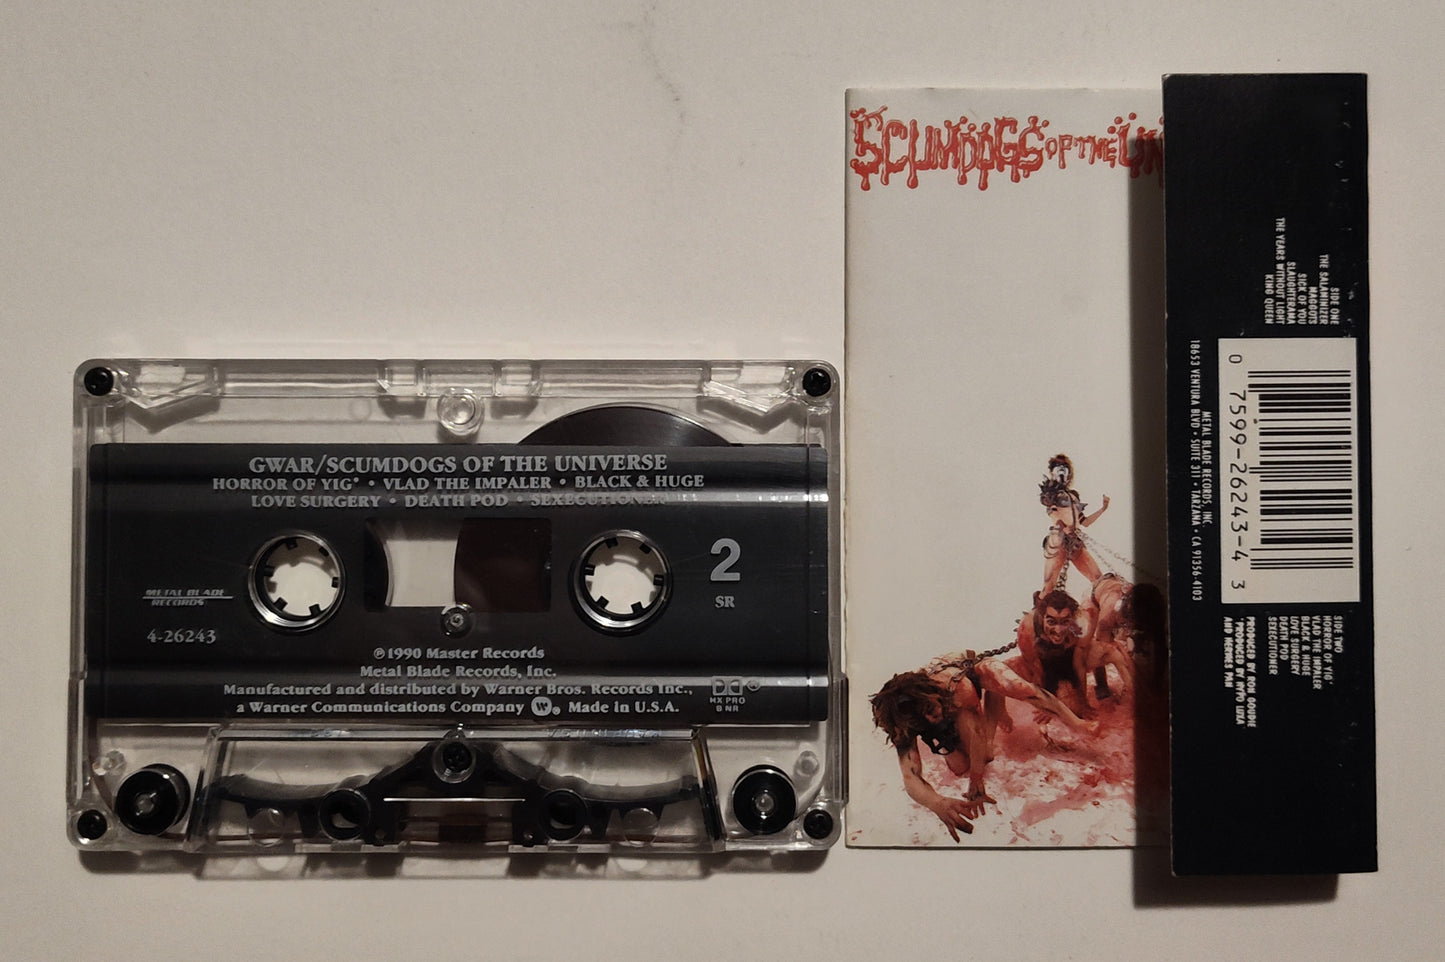 GWAR/SCUMDOGS OF THE UNIVERSE
HORROR OF YIG* • VLAD THE IMPALER • BLACK & HUGE
LOVE SURGERY • DEATH POD • SEXECUTIONER
2
SR
METAL BLADE
RECORDS
4-26243
℗1990 Master Records
Metal Blade Records, Inc.
Manufactured and distributed by Warner Bros. Records Inc.,
a Warner Communications Company ®. Made in U.S.A.
HX PRO
B NR
SCUMDOGS OF THE UN
SIDE ONE
THE SALAMINIZER
MAGGOTS
SICK OF YOU
SLAUGHTERAMA
THE YEARS WITHOUT LIGHT
KING QUEEN
0 7599-26243-4 3
METAL BLADE RECORDS, INC.
18653 VENTURA BLVD • SUITE 311 • TARZANA • CA 91356-4103
SIDE TWO
HORROR OF YIG*
VLAD THE IMPALER
BLACK & HUGE
LOVE SURGERY
DEATH POD
SEXECUTIONER
PRODUCED BY RON GOUDIE
*PRODUCED BY HYPO LUXA
AND HERMES PAN